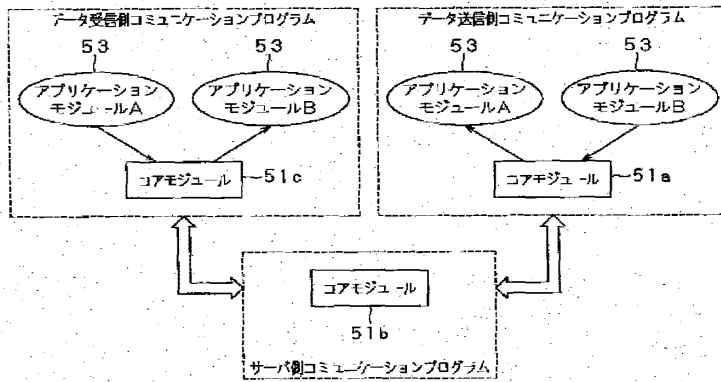 データ受信側コミュニケーションプログラム
53
53
アプリケーション
モジュールA
アプリケーション
モジュールB
コアモジュール
51c
データ送信側コミュニケーションプログラム
53
53
アプリケーション
モジュールA
アプリケーション
モジュールB
コアモジュール
51a
コアモジュール
51b
サーバ側コミュニケーションプログラム